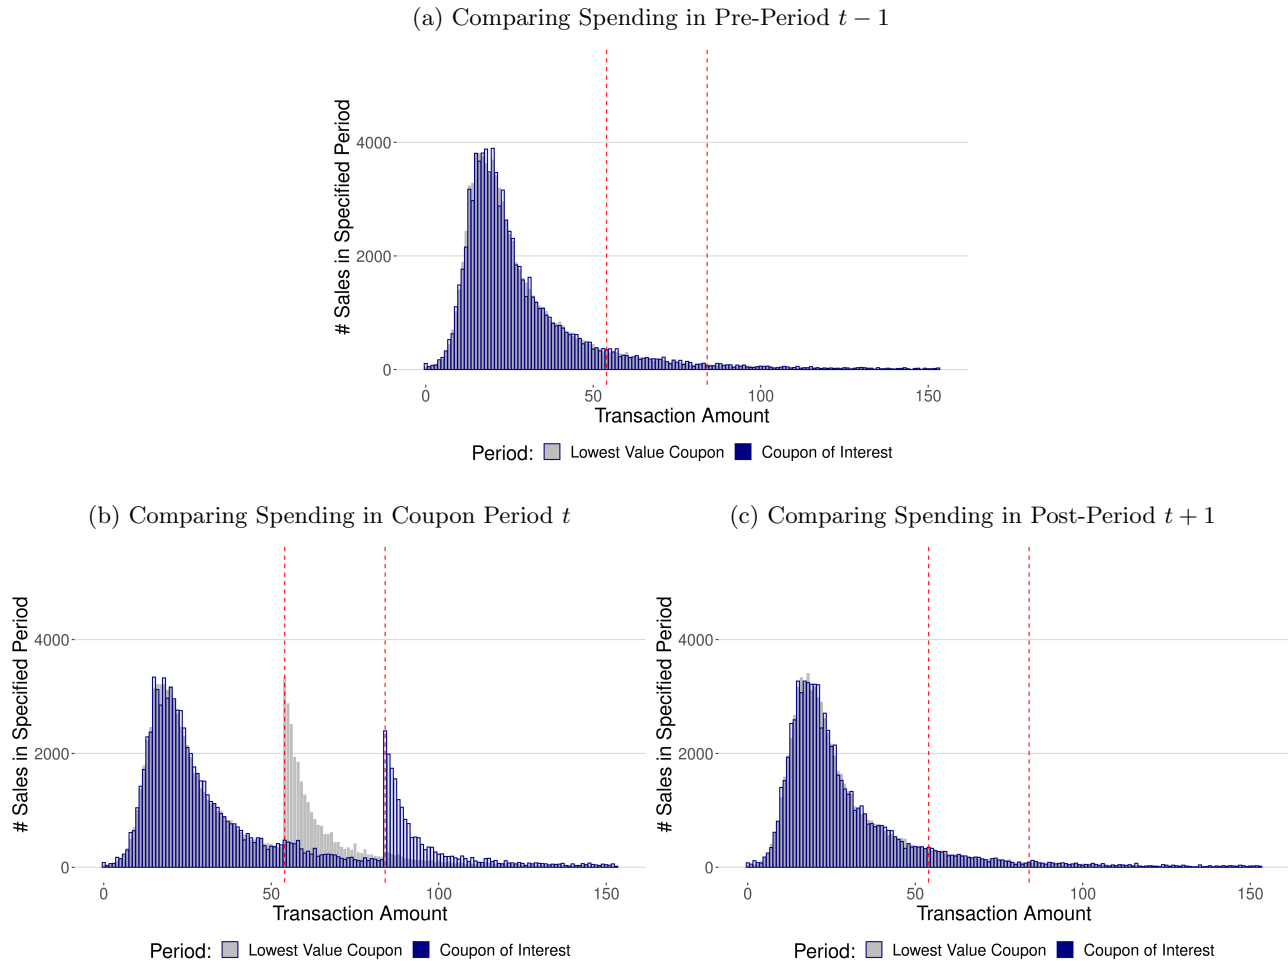 (a) Comparing Spending in Pre-Period t − 1
# Sales in Specified Period
4000
2000
0
0 50 100 150
Transaction Amount
Period: Lowest Value Coupon Coupon of Interest
(b) Comparing Spending in Coupon Period t
# Sales in Specified Period
4000
2000
0
0 50 100 150
Transaction Amount
Period: Lowest Value Coupon Coupon of Interest
(c) Comparing Spending in Post-Period t + 1
# Sales in Specified Period
4000
2000
0
0 50 100 150
Transaction Amount
Period: Lowest Value Coupon Coupon of Interest